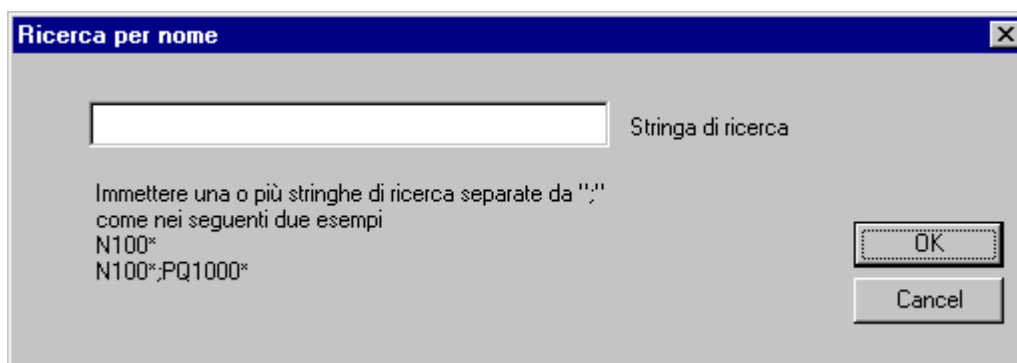 Ricerca per nome
Stringa di ricerca
Immettere una o più stringhe di ricerca separate da ";"
come nei seguenti due esempi
N100*
N100*;PQ1000*
OK
Cancel